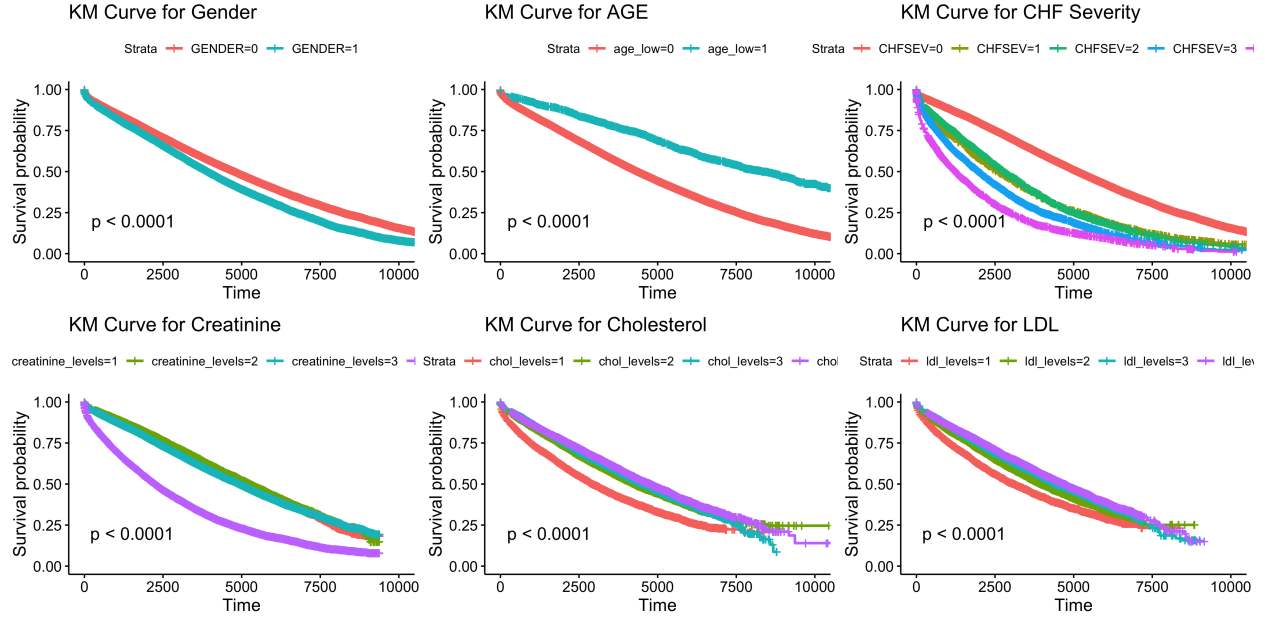 KM Curve for Gender
Strata GENDER=0 GENDER=1
Survival probability
1.00
0.75
0.50
0.25
0.00
p < 0.0001
0 2500 5000 7500 10000
Time
KM Curve for AGE
Strata age_low=0 age_low=1
Survival probability
1.00
0.75
0.50
0.25
0.00
p < 0.0001
0 2500 5000 7500 10000
Time
KM Curve for CHF Severity
Strata CHFSEV=0 CHFSEV=1 CHFSEV=2 CHFSEV=3
Survival probability
1.00
0.75
0.50
0.25
0.00
p < 0.0001
0 2500 5000 7500 10000
Time
KM Curve for Creatinine
creatinine_levels=1 creatinine_levels=2 creatinine_levels=3
Survival probability
1.00
0.75
0.50
0.25
0.00
p < 0.0001
0 2500 5000 7500 10000
Time
KM Curve for Cholesterol
Strata chol_levels=1 chol_levels=2 chol_levels=3 chol
Survival probability
1.00
0.75
0.50
0.25
0.00
p < 0.0001
0 2500 5000 7500 10000
Time
KM Curve for LDL
Strata ldl_levels=1 ldl_levels=2 ldl_levels=3 ldl_lev
Survival probability
1.00
0.75
0.50
0.25
0.00
p < 0.0001
0 2500 5000 7500 10000
Time